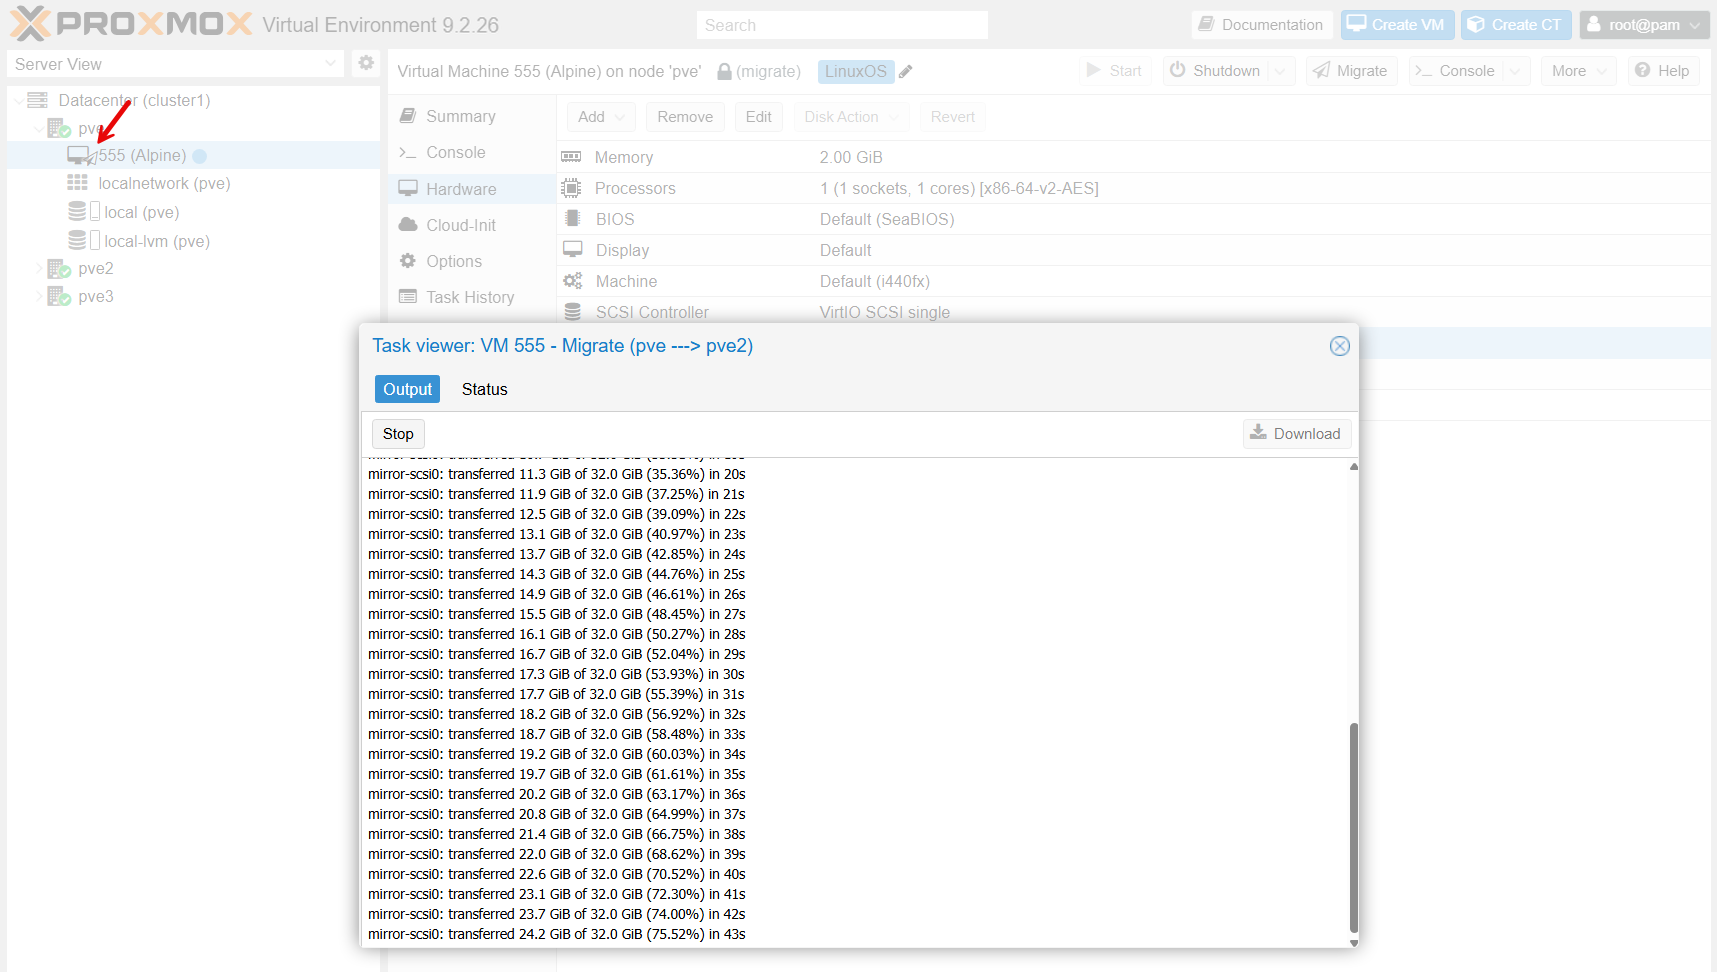 PROXMOX Virtual Environment 9.2.26
Search
Documentation
Create VM
Create CT
root@pam
Server View
Datacenter (cluster1)
pve
555 (Alpine)
localnetwork (pve)
local (pve)
local-lvm (pve)
pve2
pve3
Virtual Machine 555 (Alpine) on node 'pve'
(migrate)
LinuxOS
Start
Shutdown
Migrate
Console
More
Help
Summary
Console
Hardware
Cloud-Init
Options
Task History
Add
Remove
Edit
Disk Action
Revert
Memory 2.00 GiB
Processors 1 (1 sockets, 1 cores) [x86-64-v2-AES]
BIOS Default (SeaBIOS)
Display Default
Machine Default (i440fx)
SCSI Controller VirtIO SCSI single
Task viewer: VM 555 - Migrate (pve ---> pve2)
Output
Status
Stop
Download
mirror-scsi0: transferred 11.3 GiB of 32.0 GiB (35.36%) in 20s
mirror-scsi0: transferred 11.9 GiB of 32.0 GiB (37.25%) in 21s
mirror-scsi0: transferred 12.5 GiB of 32.0 GiB (39.09%) in 22s
mirror-scsi0: transferred 13.1 GiB of 32.0 GiB (40.97%) in 23s
mirror-scsi0: transferred 13.7 GiB of 32.0 GiB (42.85%) in 24s
mirror-scsi0: transferred 14.3 GiB of 32.0 GiB (44.76%) in 25s
mirror-scsi0: transferred 14.9 GiB of 32.0 GiB (46.61%) in 26s
mirror-scsi0: transferred 15.5 GiB of 32.0 GiB (48.45%) in 27s
mirror-scsi0: transferred 16.1 GiB of 32.0 GiB (50.27%) in 28s
mirror-scsi0: transferred 16.7 GiB of 32.0 GiB (52.04%) in 29s
mirror-scsi0: transferred 17.3 GiB of 32.0 GiB (53.93%) in 30s
mirror-scsi0: transferred 17.7 GiB of 32.0 GiB (55.39%) in 31s
mirror-scsi0: transferred 18.2 GiB of 32.0 GiB (56.92%) in 32s
mirror-scsi0: transferred 18.7 GiB of 32.0 GiB (58.48%) in 33s
mirror-scsi0: transferred 19.2 GiB of 32.0 GiB (60.03%) in 34s
mirror-scsi0: transferred 19.7 GiB of 32.0 GiB (61.61%) in 35s
mirror-scsi0: transferred 20.2 GiB of 32.0 GiB (63.17%) in 36s
mirror-scsi0: transferred 20.8 GiB of 32.0 GiB (64.99%) in 37s
mirror-scsi0: transferred 21.4 GiB of 32.0 GiB (66.75%) in 38s
mirror-scsi0: transferred 22.0 GiB of 32.0 GiB (68.62%) in 39s
mirror-scsi0: transferred 22.6 GiB of 32.0 GiB (70.52%) in 40s
mirror-scsi0: transferred 23.1 GiB of 32.0 GiB (72.30%) in 41s
mirror-scsi0: transferred 23.7 GiB of 32.0 GiB (74.00%) in 42s
mirror-scsi0: transferred 24.2 GiB of 32.0 GiB (75.52%) in 43s